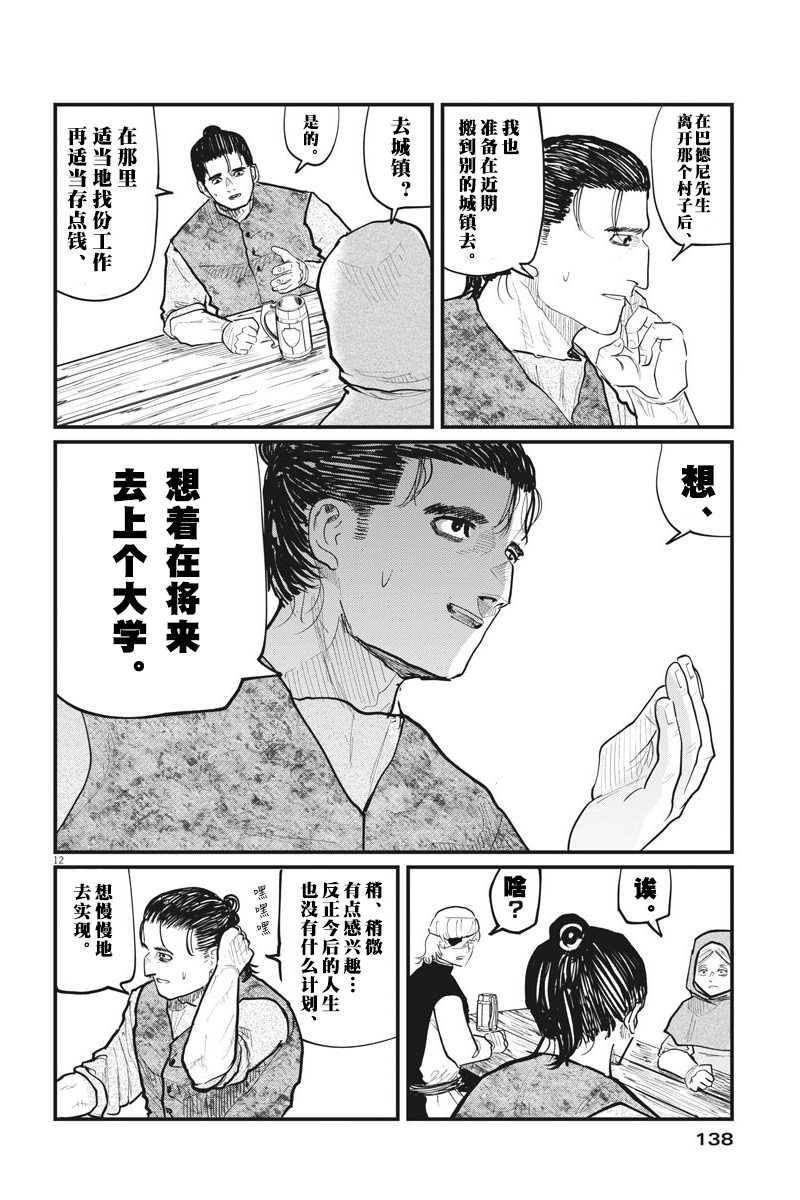 在巴德尼先生
离开那个村子后、
我也
准备在近期
搬到别的城镇去。
去城镇？
是的。
在那里
适当地找份工作
再适当存点钱、
想、
想着在将来
去上个大学。
诶。
啥？
稍、稍微
有点感兴趣…
反正今后的人生
也没有什么计划、
嘿嘿嘿
想慢慢地
去实现。
12
138